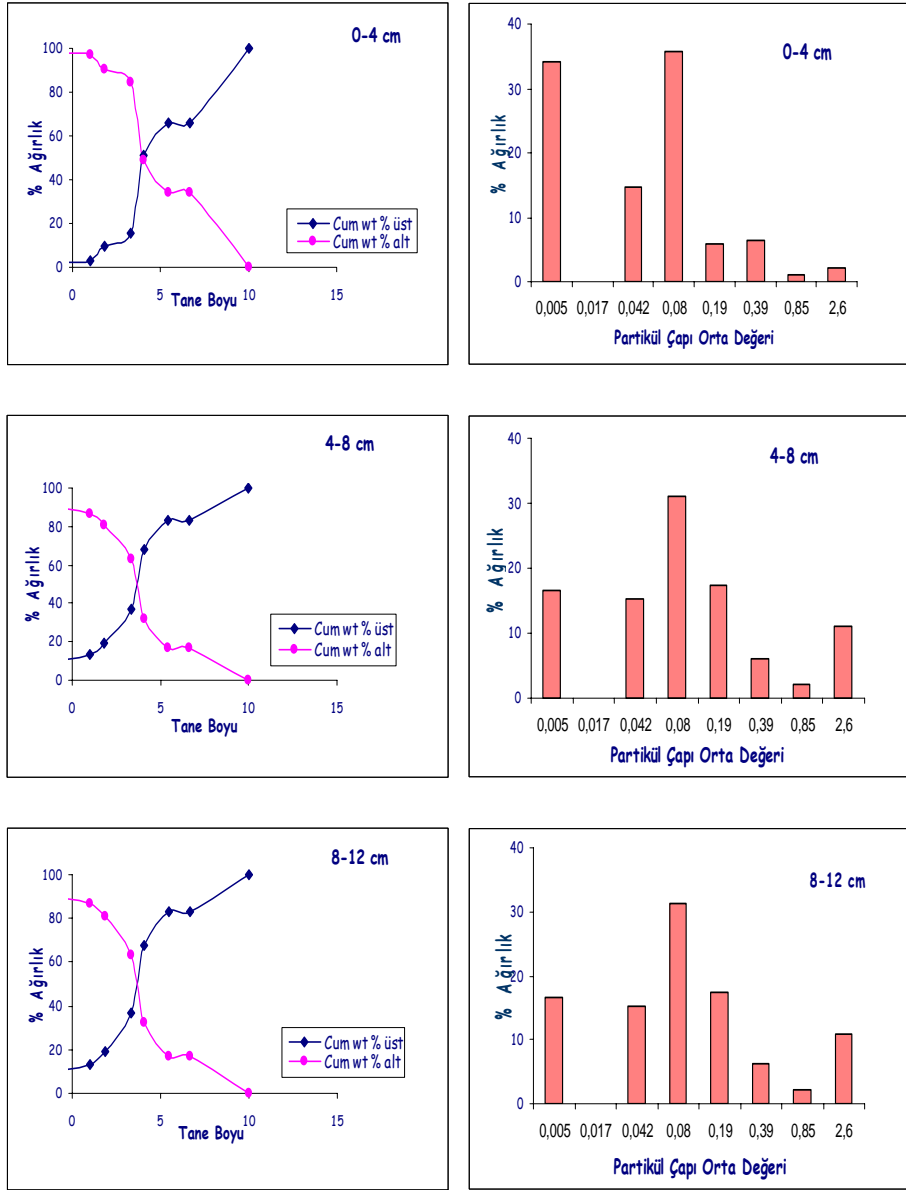 0-4 cm
100
80
60
40
20
0
% Ağırlık
0 5 10 15
Tane Boyu
Cum wt % üst
Cum wt % alt
0-4 cm
40
30
20
10
0
% Ağırlık
0,005 0,017 0,042 0,08 0,19 0,39 0,85 2,6
Partikül Çapı Orta Değeri
4-8 cm
100
80
60
40
20
0
% Ağırlık
0 5 10 15
Tane Boyu
Cum wt % üst
Cum wt % alt
4-8 cm
40
30
20
10
0
% Ağırlık
0,005 0,017 0,042 0,08 0,19 0,39 0,85 2,6
Partikül Çapı Orta Değeri
8-12 cm
100
80
60
40
20
0
% Ağırlık
0 5 10 15
Tane Boyu
Cum wt % üst
Cum wt % alt
8-12 cm
40
30
20
10
0
% Ağırlık
0,005 0,017 0,042 0,08 0,19 0,39 0,85 2,6
Partikül Çapı Orta Değeri